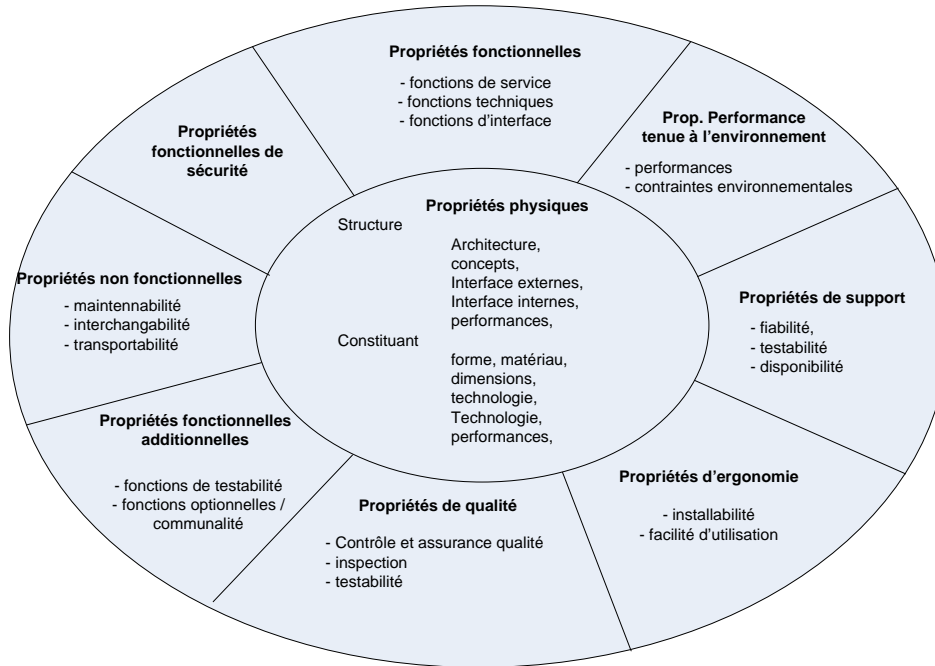 Propriétés fonctionnelles
- fonctions de service
- fonctions techniques
- fonctions d'interface
Prop. Performance
tenue à l'environnement
- performances
- contraintes environnementales
Propriétés
fonctionnelles de
sécurité
Propriétés physiques
Structure
Architecture,
concepts,
Interface externes,
Interface internes,
performances,
Constituant
forme, matériau,
dimensions,
technologie,
Technologie,
performances,
Propriétés non fonctionnelles
- maintennabilité
- interchangabilité
- transportabilité
Propriétés de support
- fiabilité,
- testabilité
- disponibilité
Propriétés fonctionnelles
additionnelles
- fonctions de testabilité
- fonctions optionnelles /
communalité
Propriétés de qualité
- Contrôle et assurance qualité
- inspection
- testabilité
Propriétés d'ergonomie
- installabilité
- facilité d'utilisation